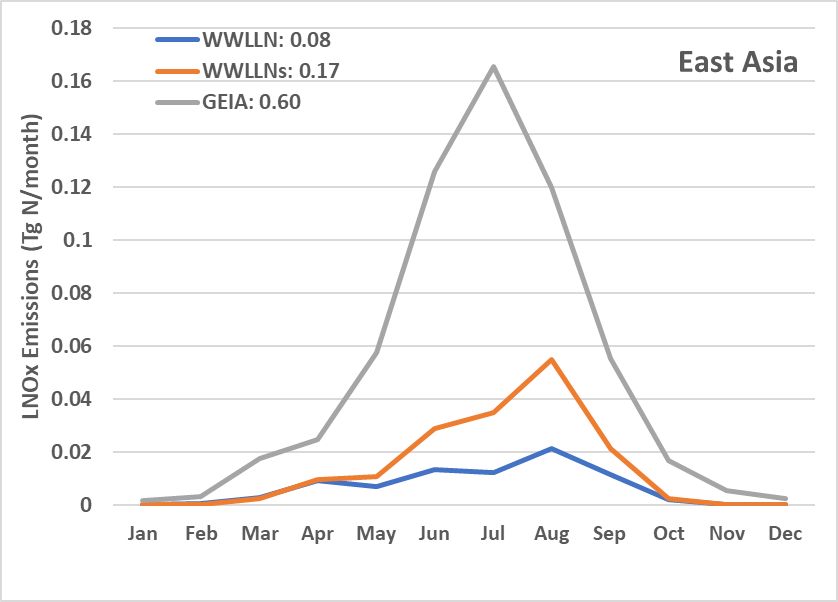 0.18
0.16
0.14
0.12
0.1
0.08
0.06
0.04
0.02
0
LNOx Emissions (Tg N/month)
WWLLN: 0.08
WWLLNs: 0.17
GEIA: 0.60
East Asia
Jan Feb Mar Apr May Jun Jul Aug Sep Oct Nov Dec